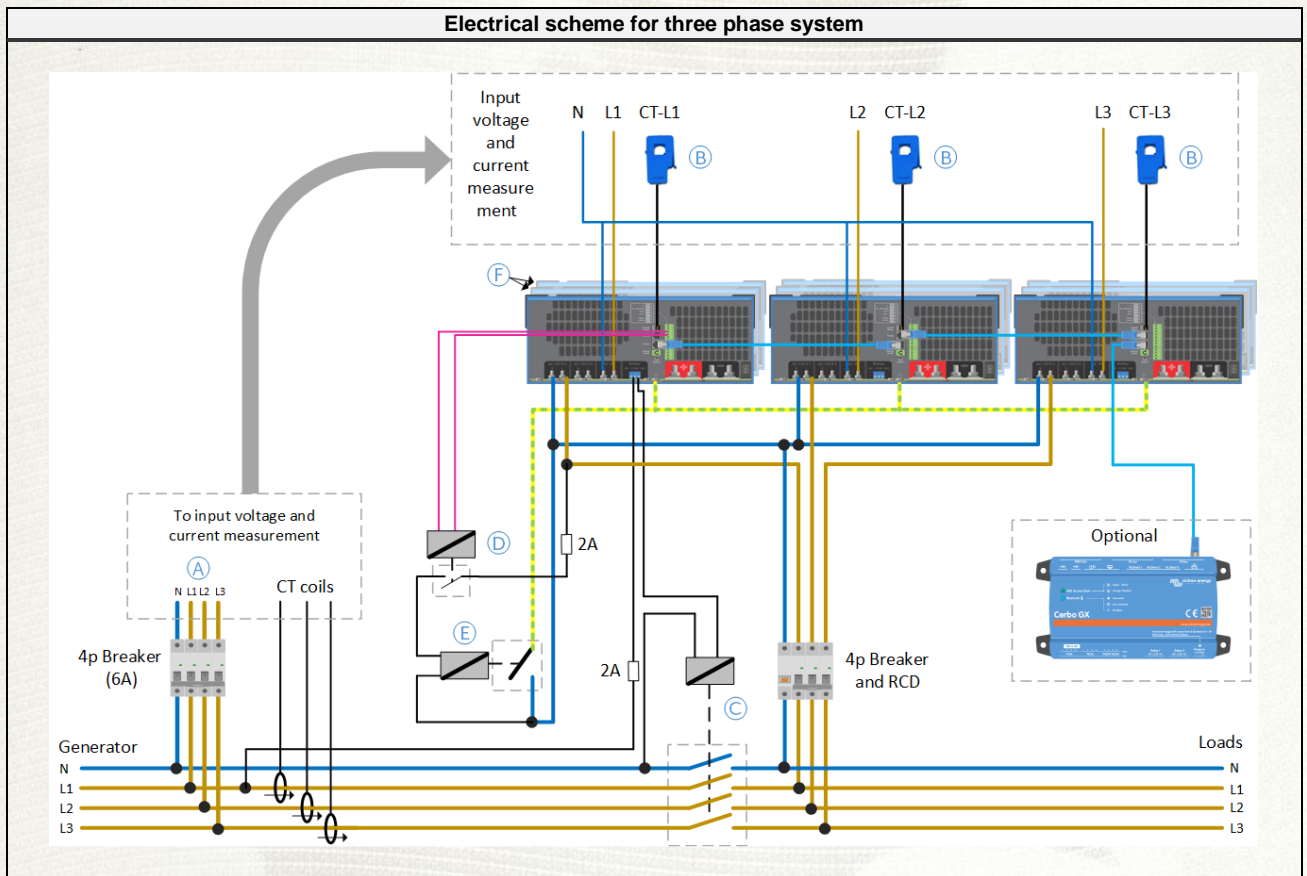 Electrical scheme for three phase system
Input
voltage
and
current
measure
ment
N L1 CT-L1
L2 CT-L2
L3 CT-L3
B
B
B
F
To input voltage and
current measurement
A
N L1 L2 L3
CT coils
4p Breaker
(6A)
D
2A
E
2A
C
4p Breaker
and RCD
Optional
victron energy
Cerbo GX
Generator
N
L1
L2
L3
Loads
N
L1
L2
L3